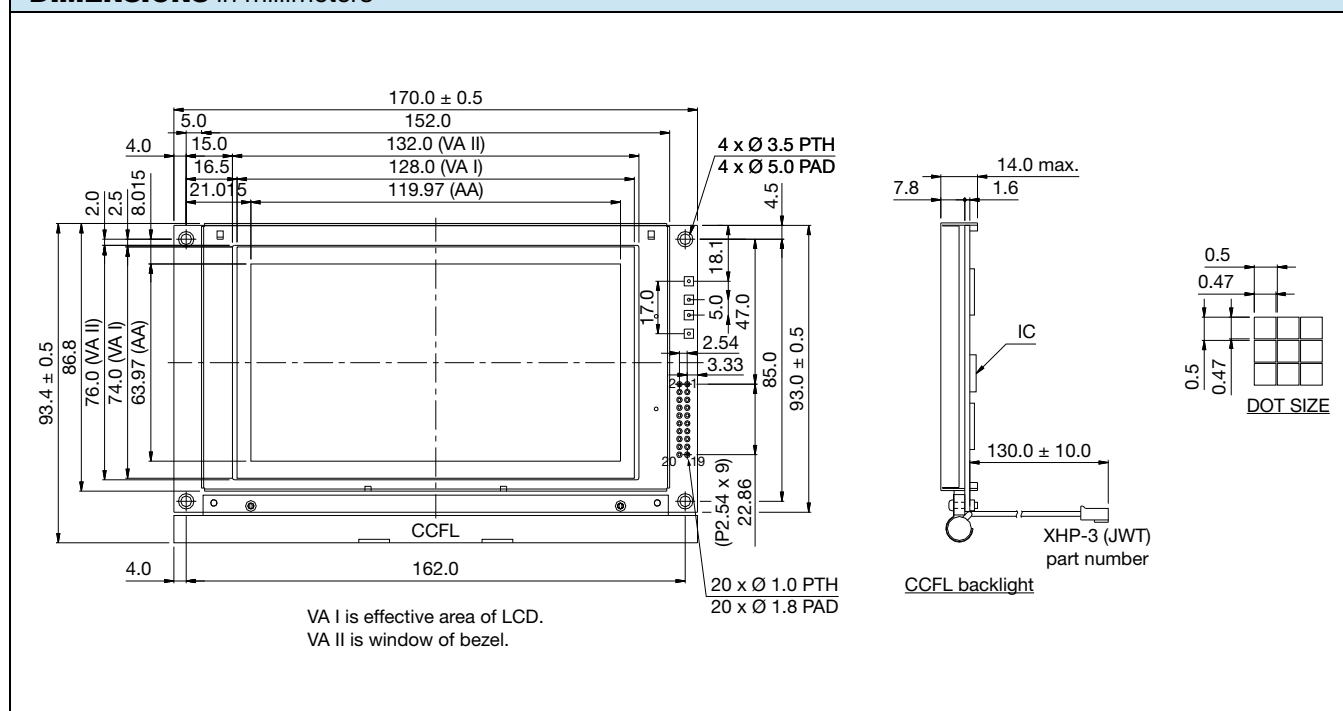 DIMENSIONS in millimeters
170.0 ± 0.5
5.0
152.0
4.0
15.0
132.0 (VA II)
16.5
128.0 (VA I)
21.015
119.97 (AA)
2.0
2.5
8.015
4 x Ø 3.5 PTH
4 x Ø 5.0 PAD
4.5
18.1
17.0
5.0
47.0
2.54
3.33
85.0
93.0 ± 0.5
93.4 ± 0.5
86.8
76.0 (VA II)
74.0 (VA I)
63.97 (AA)
2
1
20
19
(P2.54 x 9)
22.86
CCFL
4.0
162.0
20 x Ø 1.0 PTH
20 x Ø 1.8 PAD
VA I is effective area of LCD.
VA II is window of bezel.
14.0 max.
7.8
1.6
IC
130.0 ± 10.0
XHP-3 (JWT)
part number
CCFL backlight
0.5
0.47
0.5
0.47
DOT SIZE